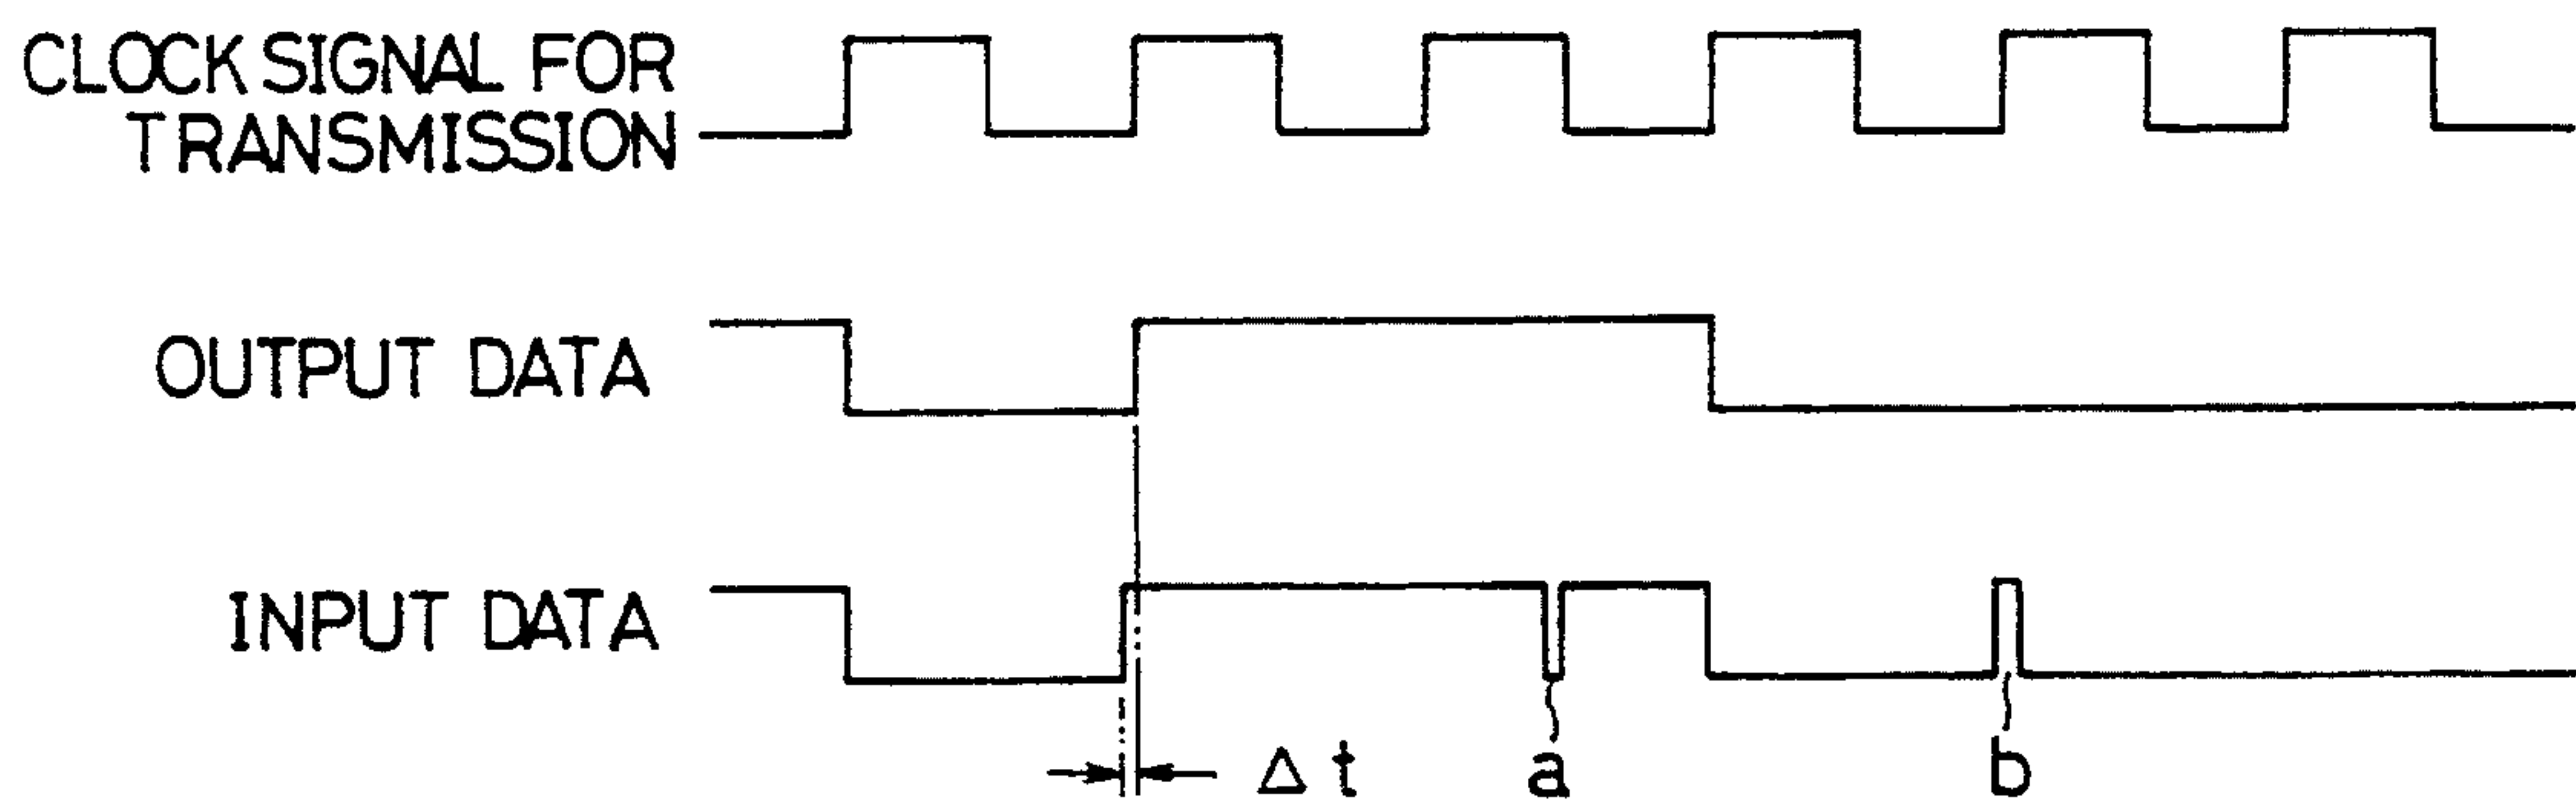 CLOCK SIGNAL FOR
TRANSMISSION
OUTPUT DATA
INPUT DATA
Δt
a
b